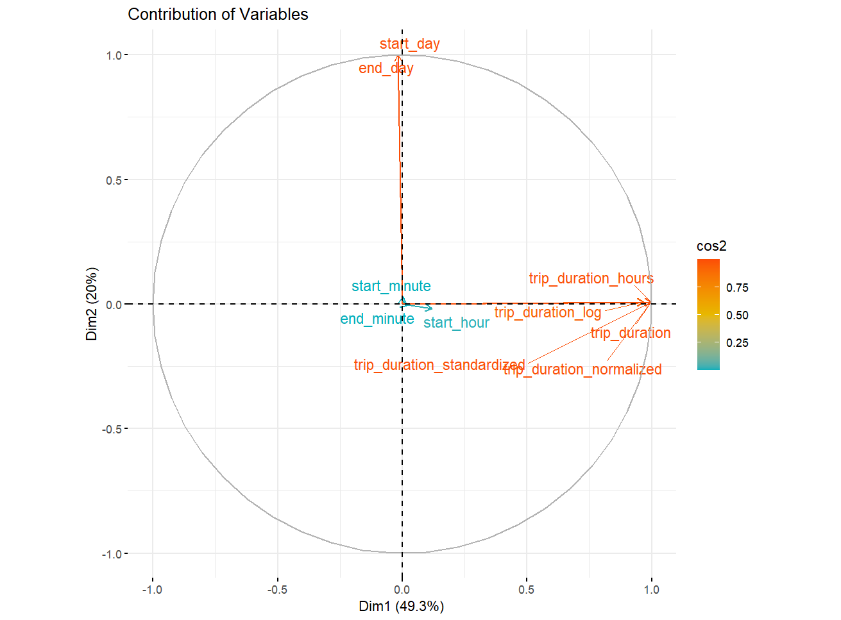 Contribution of Variables
start_day
1.0
end_day
0.5
cos2
trip_duration_hours
start_minute
0.75
0.0
trip_duration_log
0.50
end_minute
start_hour
trip_duration
0.25
trip_duration_standardized
trip_duration_normalized
-0.5
-1.0
Dim2 (20%)
-1.0
-0.5
0.0
0.5
1.0
Dim1 (49.3%)